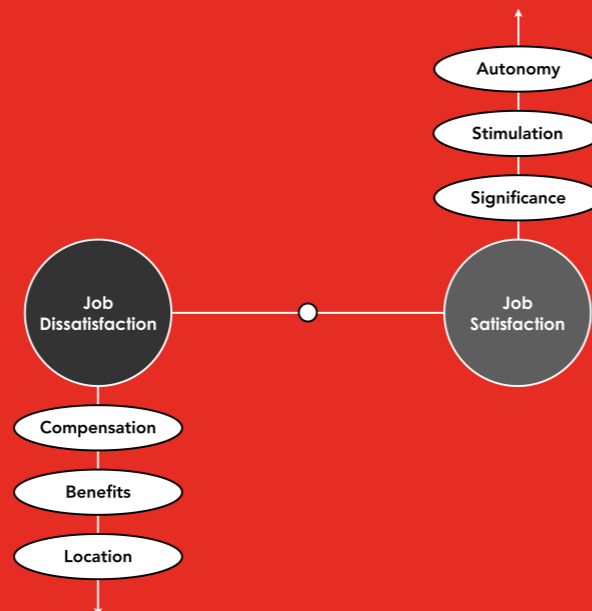 Autonomy
Stimulation
Significance
Job
Dissatisfaction
Job
Satisfaction
Compensation
Benefits
Location